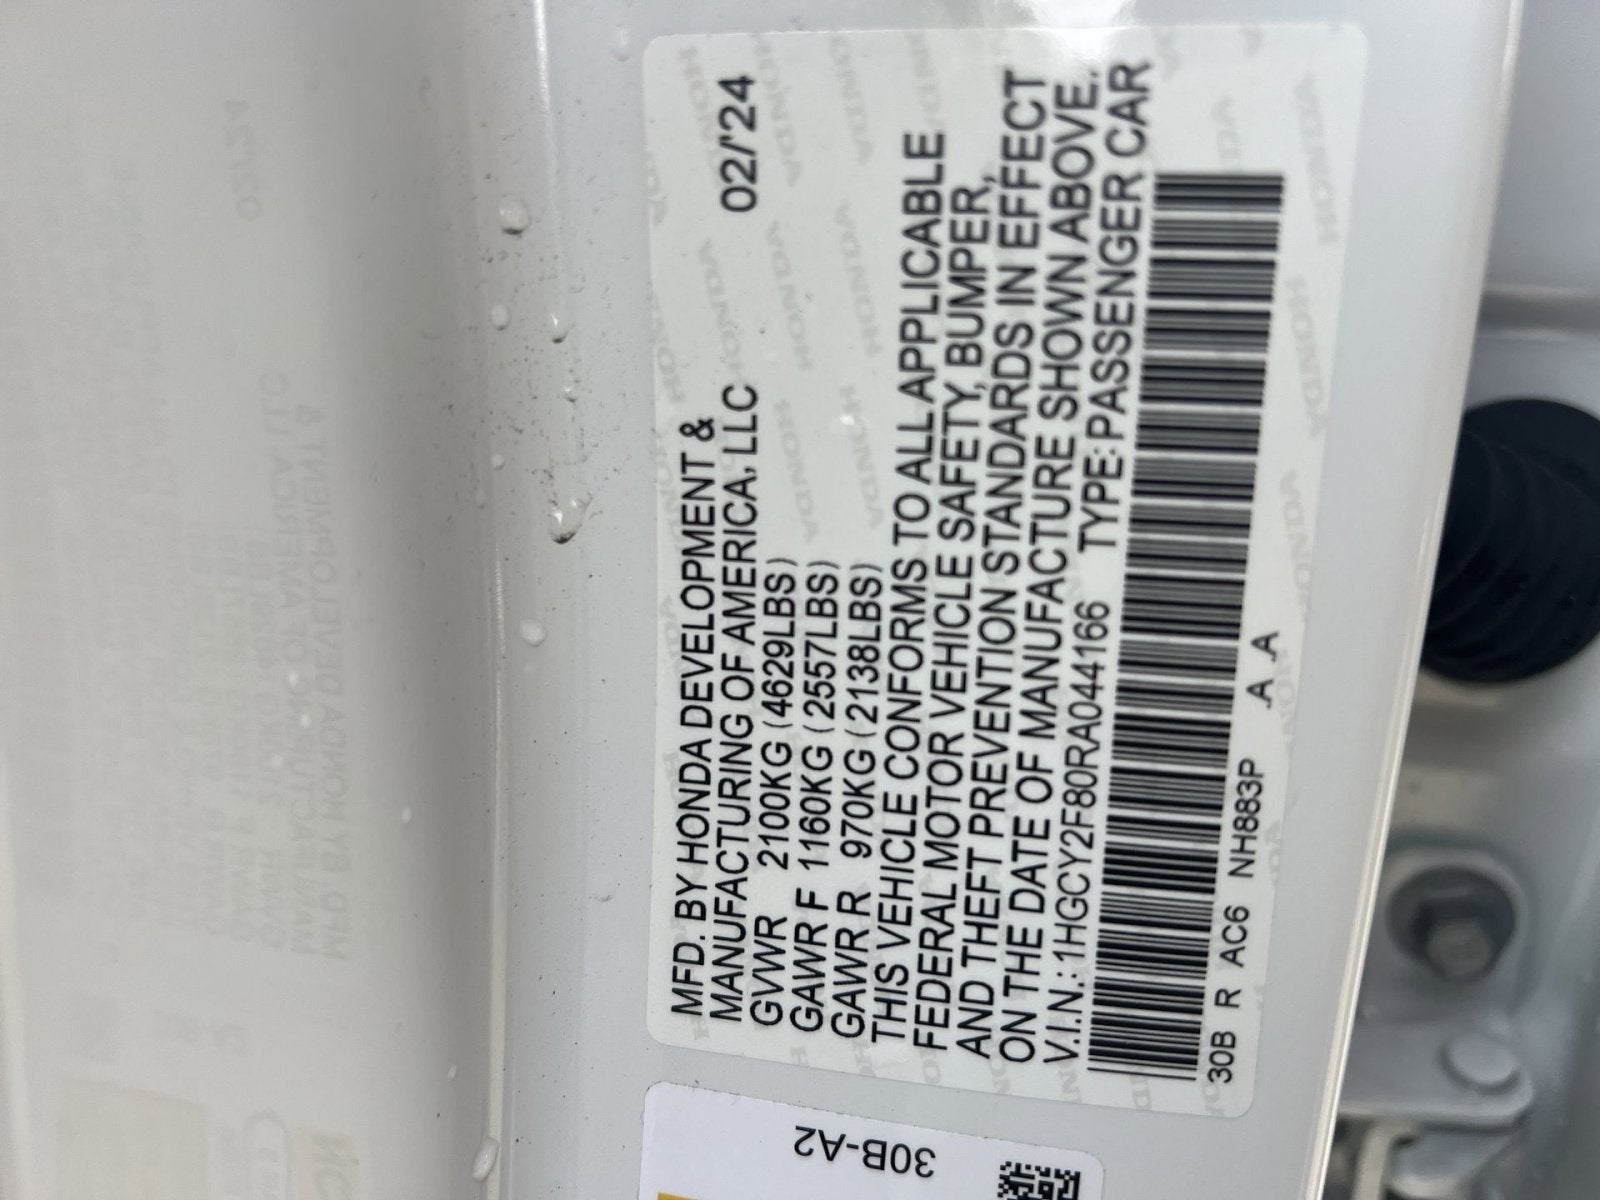 MFD. BY HONDA DEVELOPMENT &
MANUFACTURING OF AMERICA, LLC 02/'24
GVWR 2100KG (4629LBS)
GAWR F 1160KG (2557LBS)
GAWR R 970KG (2138LBS)
THIS VEHICLE CONFORMS TO ALL APPLICABLE
FEDERAL MOTOR VEHICLE SAFETY, BUMPER,
AND THEFT PREVENTION STANDARDS IN EFFECT
ON THE DATE OF MANUFACTURE SHOWN ABOVE.
V.I.N.: 1HGCY2F80RA044166 TYPE: PASSENGER CAR
30B R AC6 NH883P .A .A
30B-A2